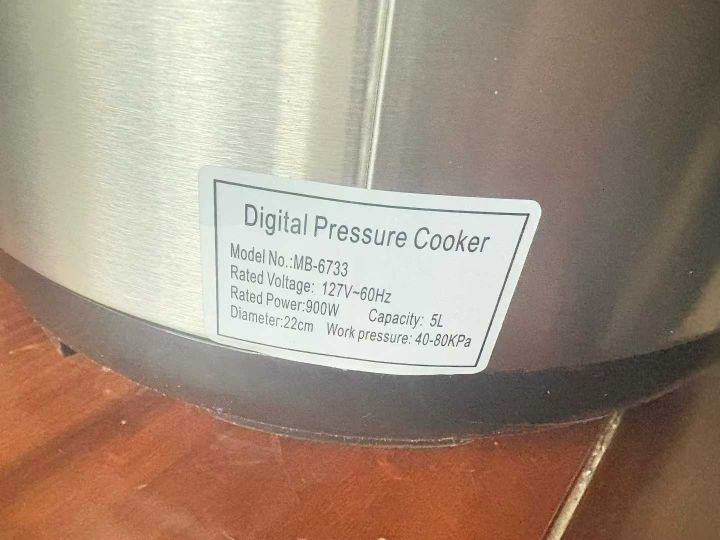 Digital Pressure Cooker
Model No.:MB-6733
Rated Voltage: 127V~60Hz
Rated Power:900W Capacity: 5L
Diameter:22cm Work pressure: 40-80KPa